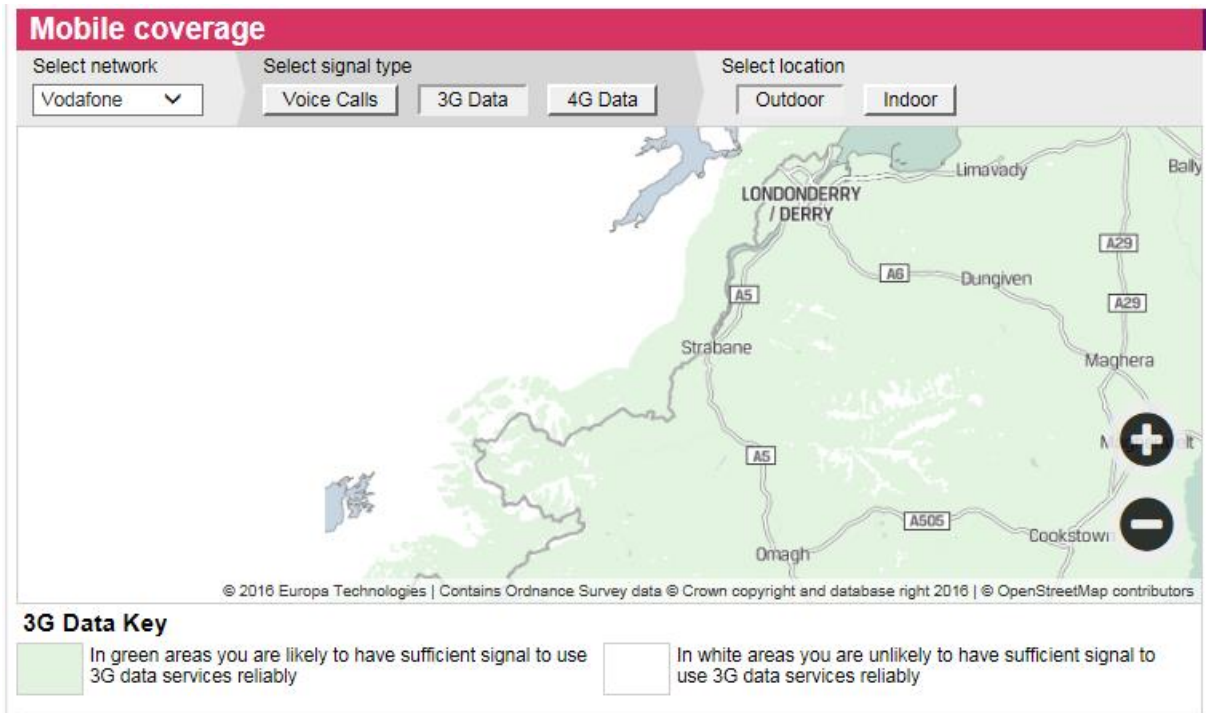 Mobile coverage
Select network
Select signal type
Select location
Vodafone
Voice Calls
3G Data
4G Data
Outdoor
Indoor
Limavady
Bally
LONDONDERRY
/ DERRY
A29
A6
Dungiven
A5
A29
Strabane
Maghera
A5
A505
Cookstown
Omagh
© 2016 Europa Technologies | Contains Ordnance Survey data © Crown copyright and database right 2016 | © OpenStreetMap contributors
3G Data Key
In green areas you are likely to have sufficient signal to use
3G data services reliably
In white areas you are unlikely to have sufficient signal to
use 3G data services reliably